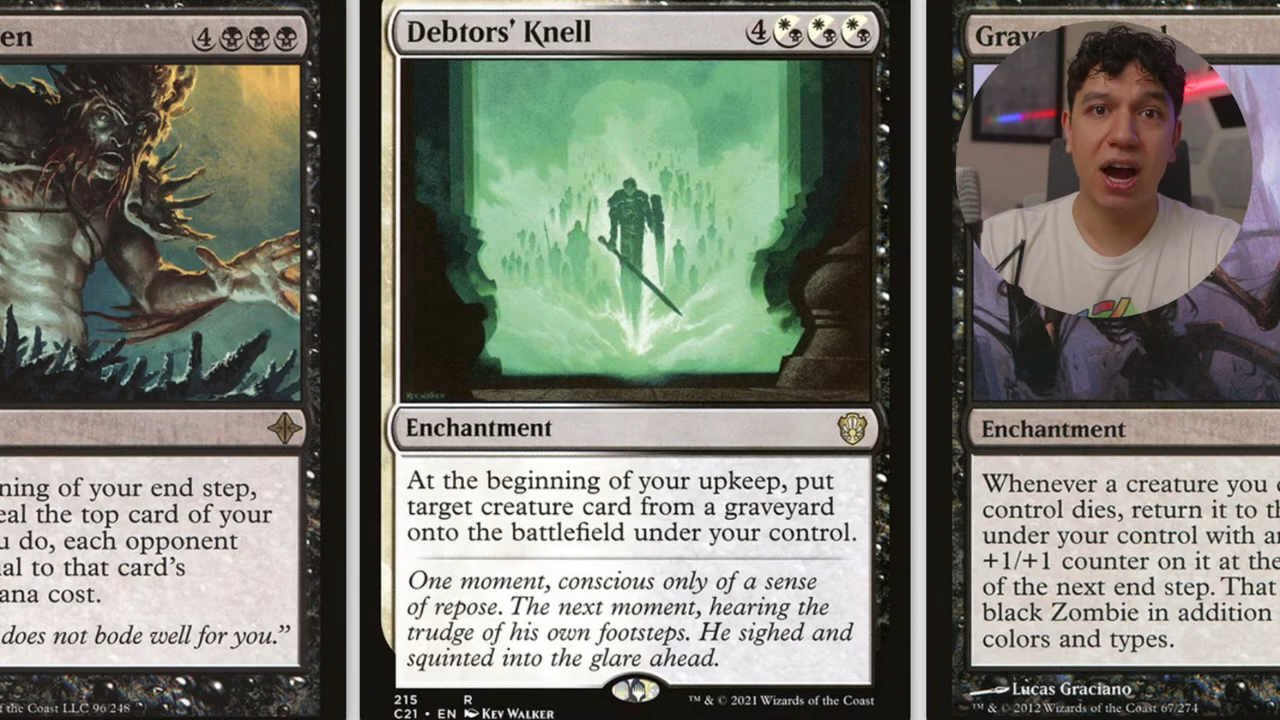 en 4
ning of your end step,
eal the top card of your
u do, each opponent
al to that card's
ana cost.
does not bode well for you."
of the Coast LLC 96/248
Debtors' Knell 4
KEV WALKER
Enchantment
At the beginning of your upkeep, put
target creature card from a graveyard
onto the battlefield under your control.
One moment, conscious only of a sense
of repose. The next moment, hearing the
trudge of his own footsteps. He sighed and
squinted into the glare ahead.
215 R
C21 • EN Kev Walker
™ & © 2021 Wizards of the Coast
Grav
Enchantment
Whenever a creature you
control dies, return it to th
under your control with an
+1/+1 counter on it at the
of the next end step. That
black Zombie in addition
colors and types.
Lucas Graciano
™ & © 2012 Wizards of the Coast 67/274